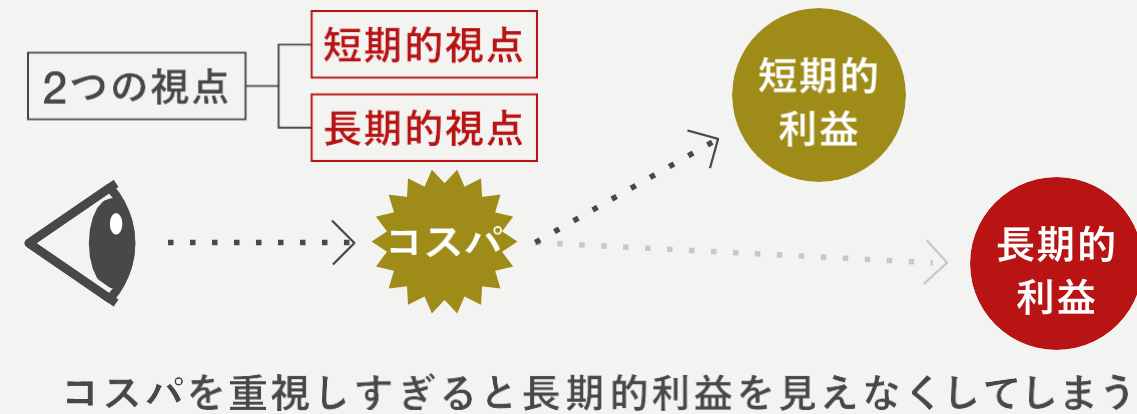 2つの視点
短期的視点
長期的視点
コスパ
短期的
利益
長期的
利益
コスパを重視しすぎると長期的利益を見えなくしてしまう